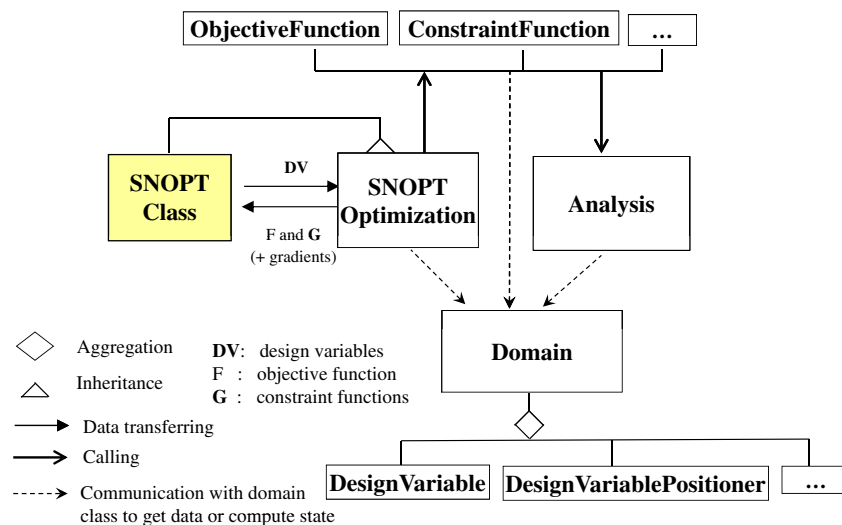 ObjectiveFunction ConstraintFunction ...
SNOPT
Class
DV
F and G
(+ gradients)
SNOPT
Optimization
Analysis
Domain
Aggregation
Inheritance
DV: design variables
F : objective function
G : constraint functions
Data transferring
Calling
Communication with domain
class to get data or compute state
DesignVariable DesignVariablePositioner ...